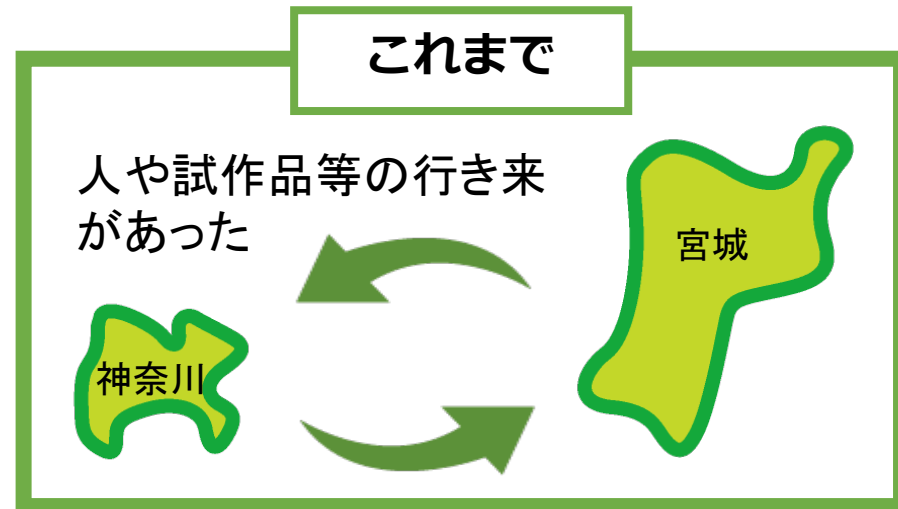 これまで
人や試作品等の行き来
があった
宮城
神奈川